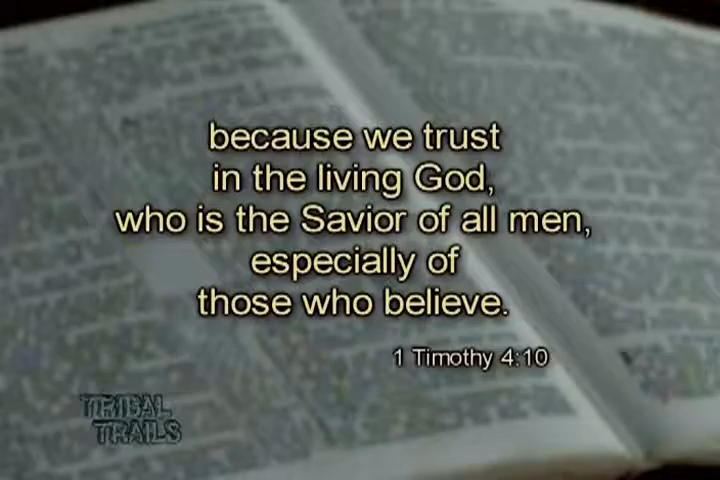 because we trust
in the living God,
who is the Savior of all men,
especially of
those who believe.
1 Timothy 4:10
TRIBAL
TRAILS